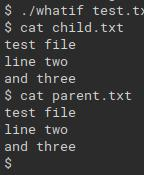 $ ./whatif test.tx
$ cat child.txt
test file
line two
and three
$ cat parent.txt
test file
line two
and three
$